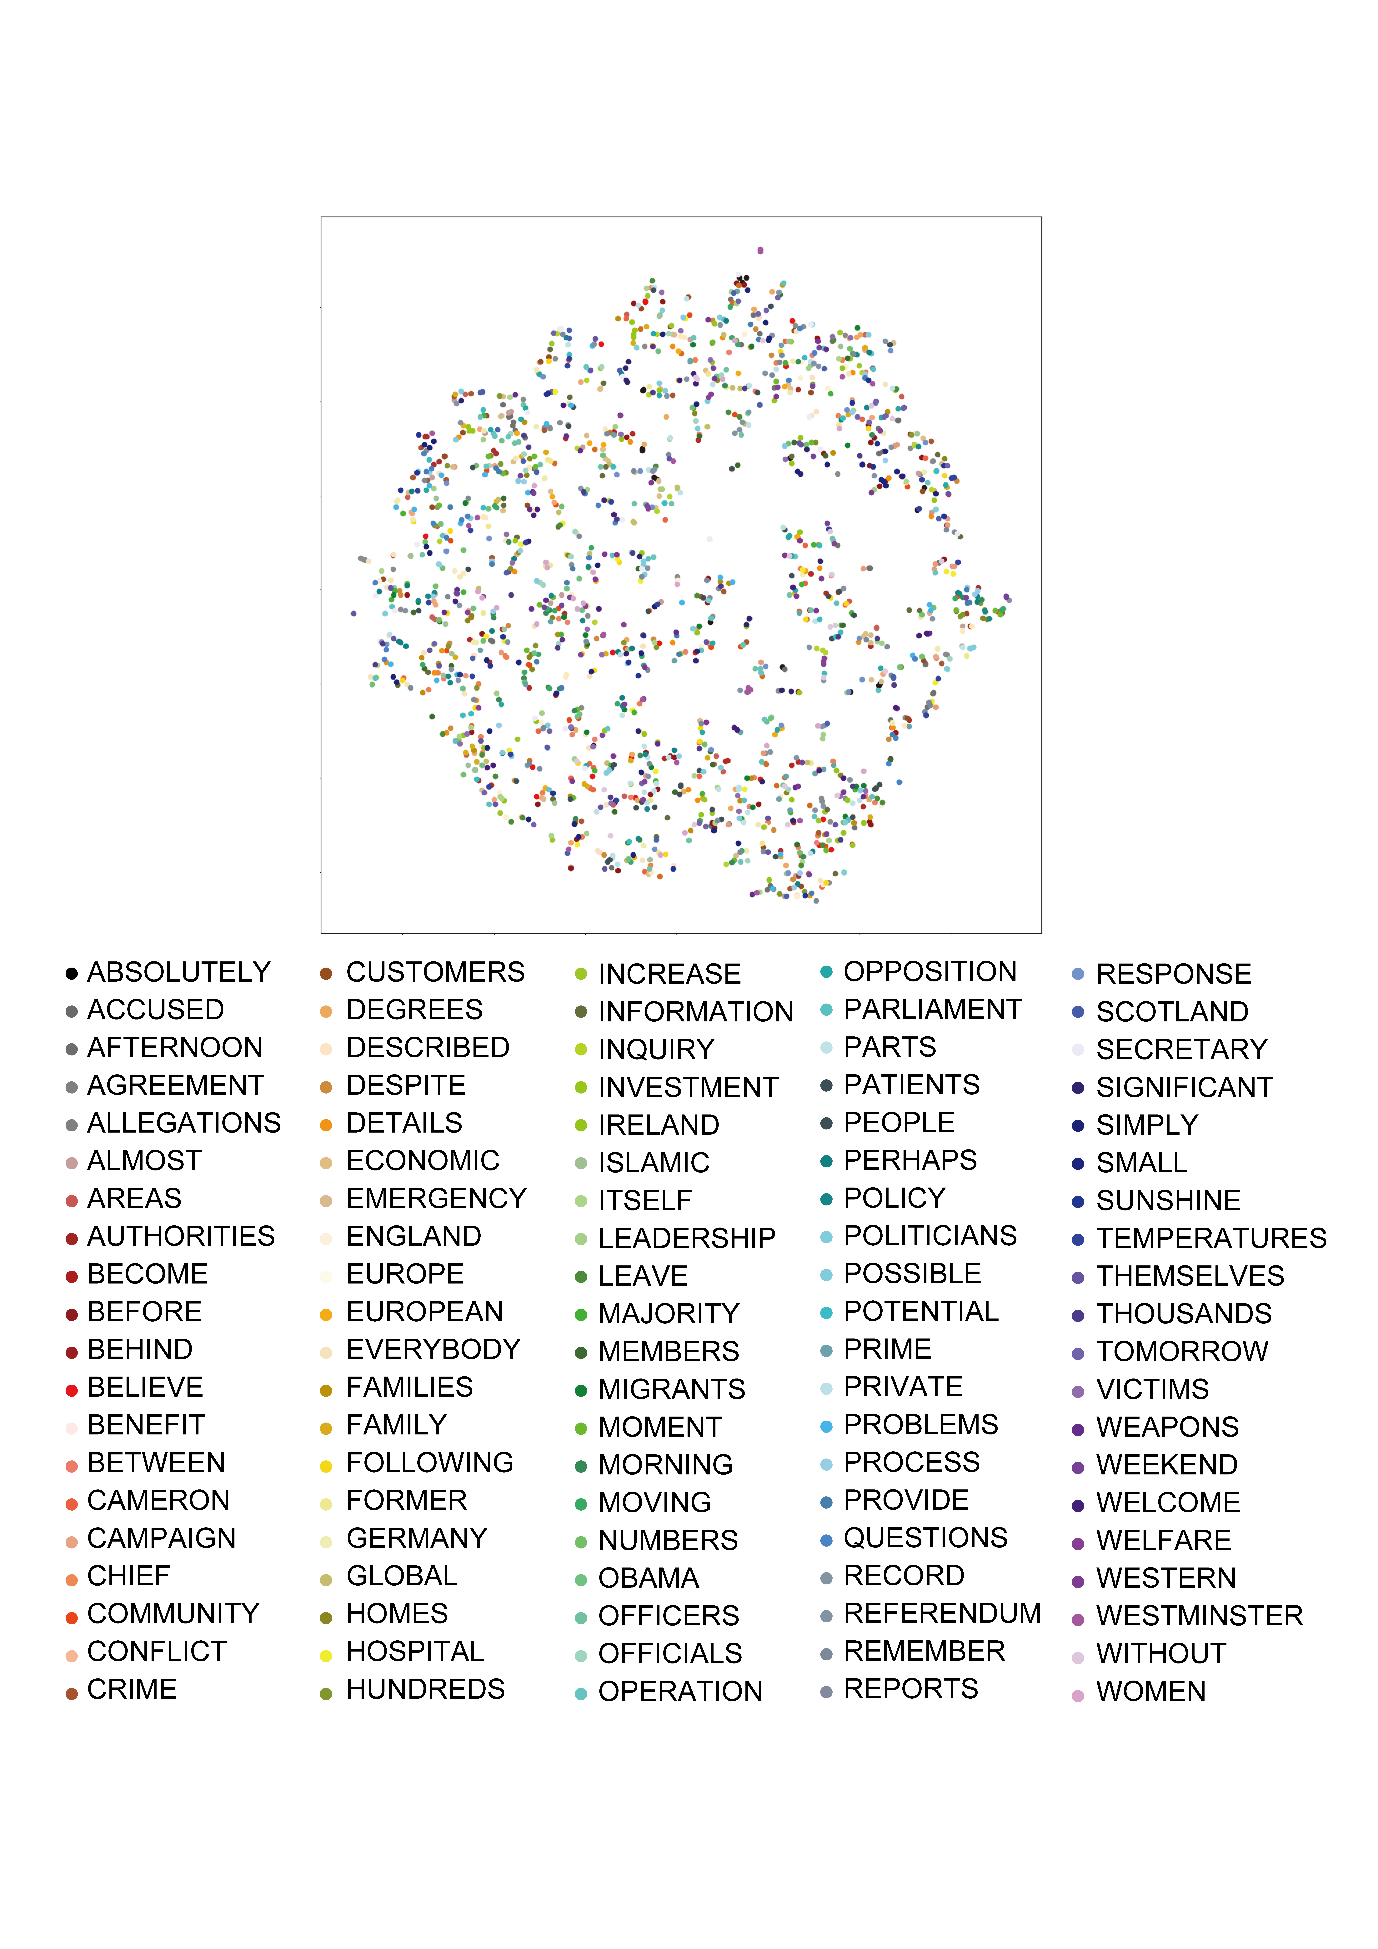 ABSOLUTELY
ACCUSED
AFTERNOON
AGREEMENT
ALLEGATIONS
ALMOST
AREAS
AUTHORITIES
BECOME
BEFORE
BEHIND
BELIEVE
BENEFIT
BETWEEN
CAMERON
CAMPAIGN
CHIEF
COMMUNITY
CONFLICT
CRIME
CUSTOMERS
DEGREES
DESCRIBED
DESPITE
DETAILS
ECONOMIC
EMERGENCY
ENGLAND
EUROPE
EUROPEAN
EVERYBODY
FAMILIES
FAMILY
FOLLOWING
FORMER
GERMANY
GLOBAL
HOMES
HOSPITAL
HUNDREDS
INCREASE
INFORMATION
INQUIRY
INVESTMENT
IRELAND
ISLAMIC
ITSELF
LEADERSHIP
LEAVE
MAJORITY
MEMBERS
MIGRANTS
MOMENT
MORNING
MOVING
NUMBERS
OBAMA
OFFICERS
OFFICIALS
OPERATION
OPPOSITION
PARLIAMENT
PARTS
PATIENTS
PEOPLE
PERHAPS
POLICY
POLITICIANS
POSSIBLE
POTENTIAL
PRIME
PRIVATE
PROBLEMS
PROCESS
PROVIDE
QUESTIONS
RECORD
REFERENDUM
REMEMBER
REPORTS
RESPONSE
SCOTLAND
SECRETARY
SIGNIFICANT
SIMPLY
SMALL
SUNSHINE
TEMPERATURES
THEMSELVES
THOUSANDS
TOMORROW
VICTIMS
WEAPONS
WEEKEND
WELCOME
WELFARE
WESTERN
WESTMINSTER
WITHOUT
WOMEN